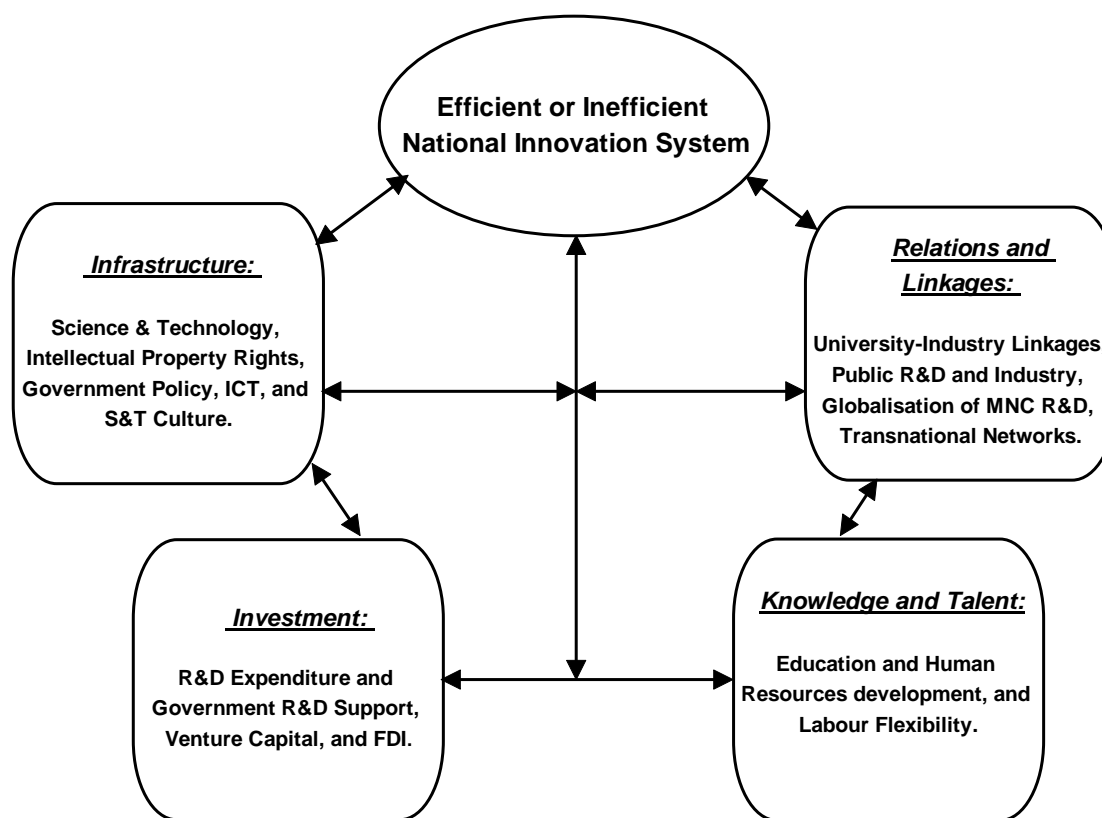 Efficient or Inefficient
National Innovation System
Infrastructure:
Science & Technology,
Intellectual Property Rights,
Government Policy, ICT, and
S&T Culture.
Relations and
Linkages:
University-Industry Linkages
Public R&D and Industry,
Globalisation of MNC R&D,
Transnational Networks.
Investment:
R&D Expenditure and
Government R&D Support,
Venture Capital, and FDI.
Knowledge and Talent:
Education and Human
Resources development, and
Labour Flexibility.